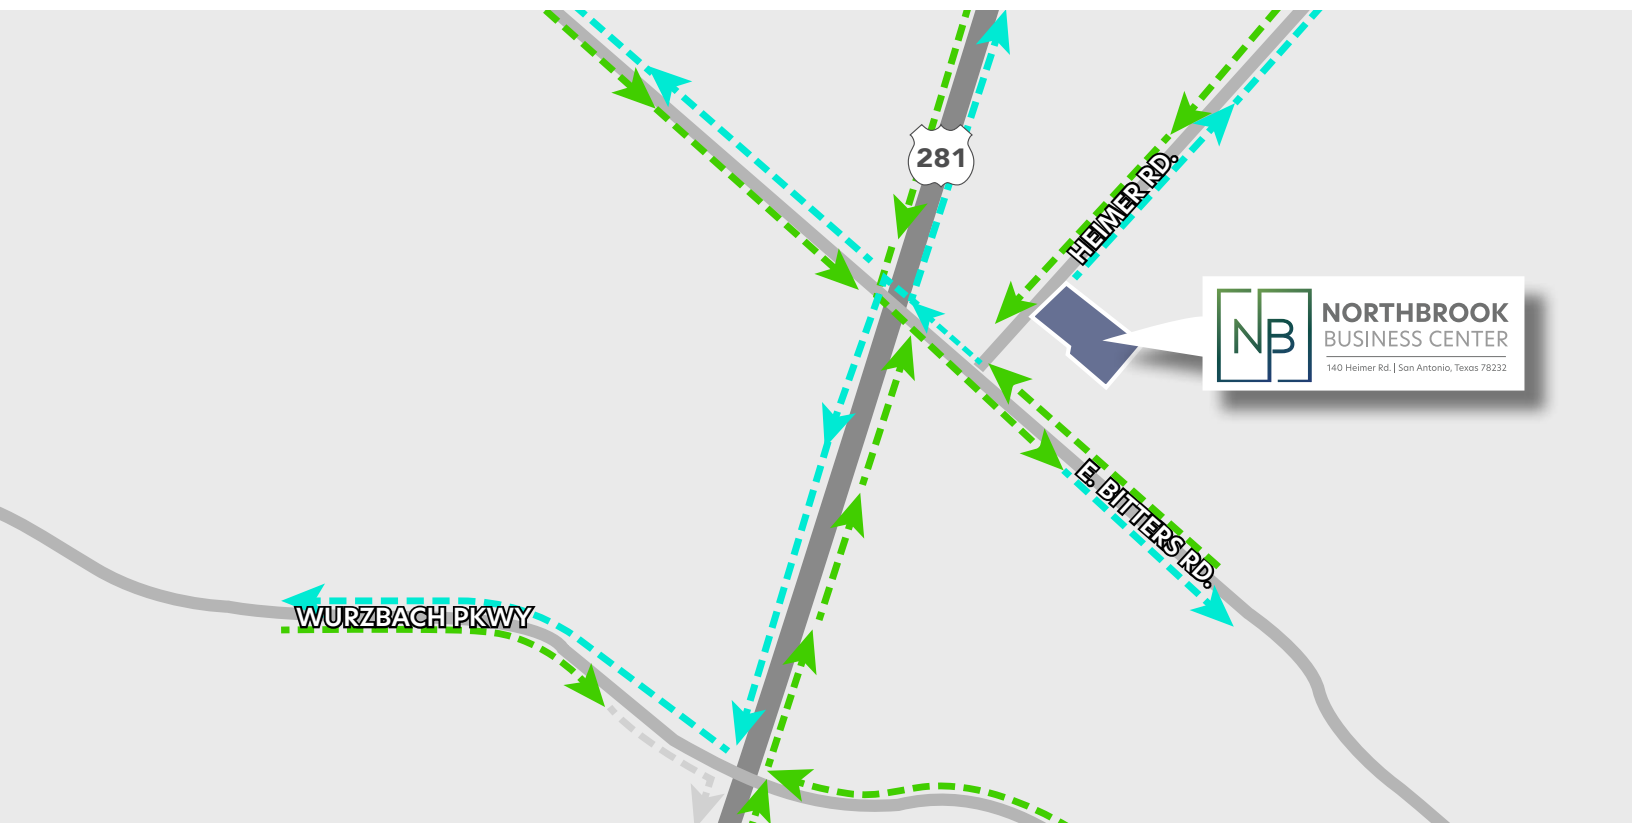 281
HEIMER RD.
NB
NORTHBROOK
BUSINESS CENTER
140 Heimer Rd. | San Antonio, Texas 78232
E. BITTERS RD.
WURZBACH PKWY